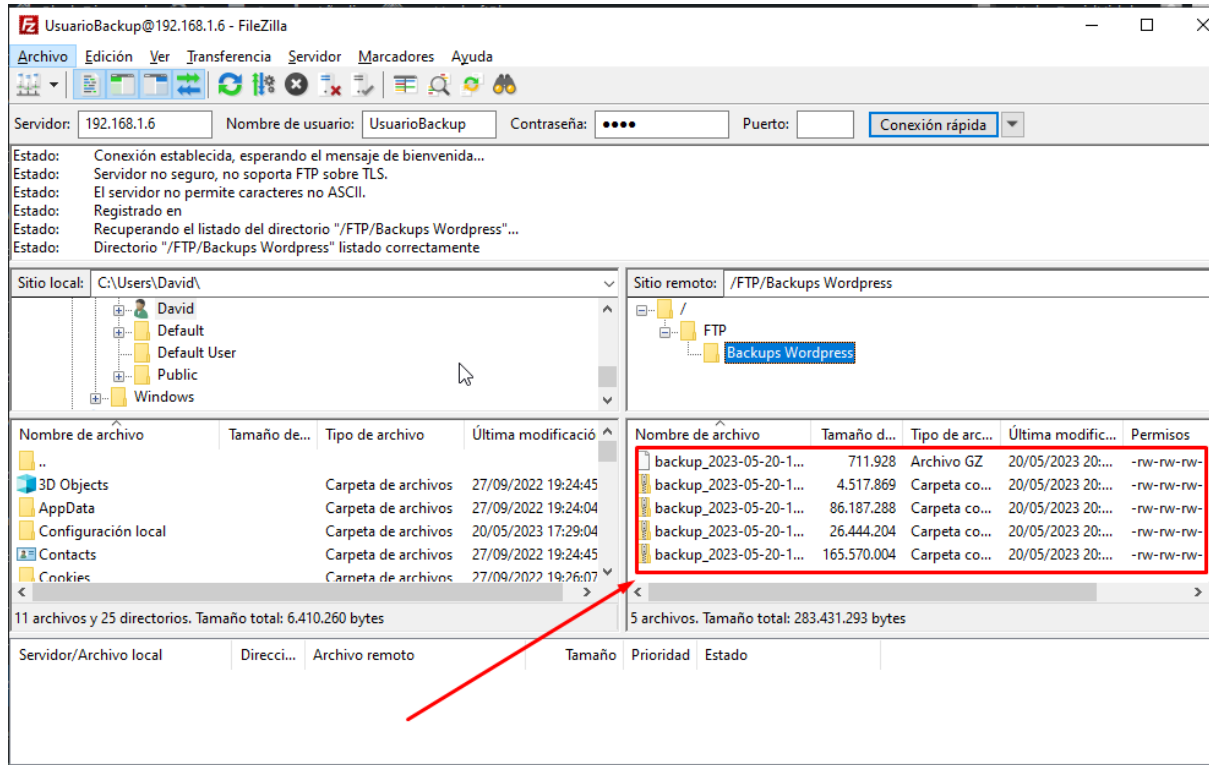 UsuarioBackup@192.168.1.6 - FileZilla
Archivo Edición Ver Transferencia Servidor Marcadores Ayuda
Servidor: 192.168.1.6 Nombre de usuario: UsuarioBackup Contraseña: ●●●● Puerto: Conexión rápida
Estado: Conexión establecida, esperando el mensaje de bienvenida...
Estado: Servidor no seguro, no soporta FTP sobre TLS.
Estado: El servidor no permite caracteres no ASCII.
Estado: Registrado en
Estado: Recuperando el listado del directorio "/FTP/Backups Wordpress"...
Estado: Directorio "/FTP/Backups Wordpress" listado correctamente
Sitio local: C:\Users\David\
David
Default
Default User
Public
Windows
Sitio remoto: /FTP/Backups Wordpress
/
FTP
Backups Wordpress
Nombre de archivo Tamaño de... Tipo de archivo Última modificació
..
3D Objects Carpeta de archivos 27/09/2022 19:24:45
AppData Carpeta de archivos 27/09/2022 19:24:04
Configuración local Carpeta de archivos 20/05/2023 17:29:04
Contacts Carpeta de archivos 27/09/2022 19:24:45
Cookies Carpeta de archivos 27/09/2022 19:26:07
11 archivos y 25 directorios. Tamaño total: 6.410.260 bytes
Nombre de archivo Tamaño d... Tipo de arc... Última modific... Permisos
backup_2023-05-20-1... 711.928 Archivo GZ 20/05/2023 20:... -rw-rw-rw-
backup_2023-05-20-1... 4.517.869 Carpeta co... 20/05/2023 20:... -rw-rw-rw-
backup_2023-05-20-1... 86.187.288 Carpeta co... 20/05/2023 20:... -rw-rw-rw-
backup_2023-05-20-1... 26.444.204 Carpeta co... 20/05/2023 20:... -rw-rw-rw-
backup_2023-05-20-1... 165.570.004 Carpeta co... 20/05/2023 20:... -rw-rw-rw-
5 archivos. Tamaño total: 283.431.293 bytes
Servidor/Archivo local Direcci... Archivo remoto Tamaño Prioridad Estado